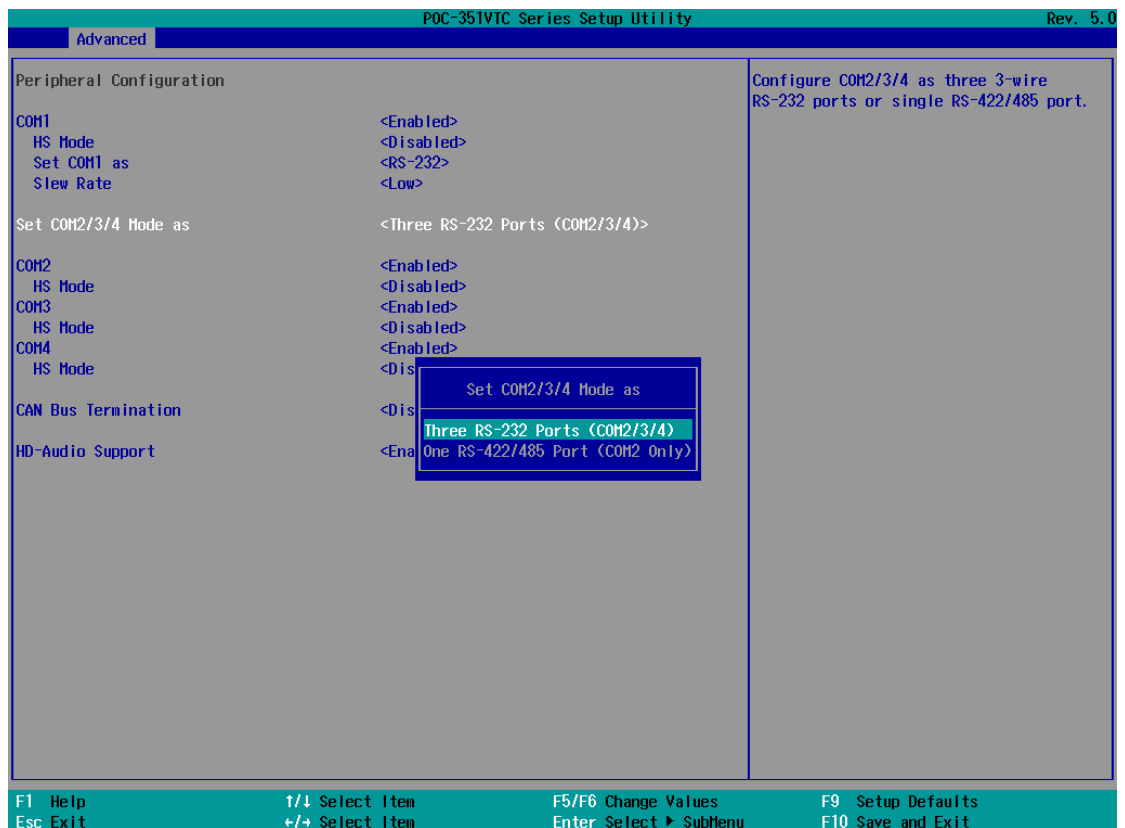 POC-351VTC Series Setup Utility Rev. 5.0
Advanced
Peripheral Configuration
COM1 <Enabled>
HS Mode <Disabled>
Set COM1 as <RS-232>
Slew Rate <Low>
Set COM2/3/4 Mode as <Three RS-232 Ports (COM2/3/4)>
COM2 <Enabled>
HS Mode <Disabled>
COM3 <Enabled>
HS Mode <Disabled>
COM4 <Enabled>
HS Mode <Dis
CAN Bus Termination <Dis
HD-Audio Support <Ena
Set COM2/3/4 Mode as
Three RS-232 Ports (COM2/3/4)
One RS-422/485 Port (COM2 Only)
Configure COM2/3/4 as three 3-wire
RS-232 ports or single RS-422/485 port.
F1 Help ↑/↓ Select Item F5/F6 Change Values F9 Setup Defaults
Esc Exit ←/→ Select Item Enter Select ▶ SubMenu F10 Save and Exit